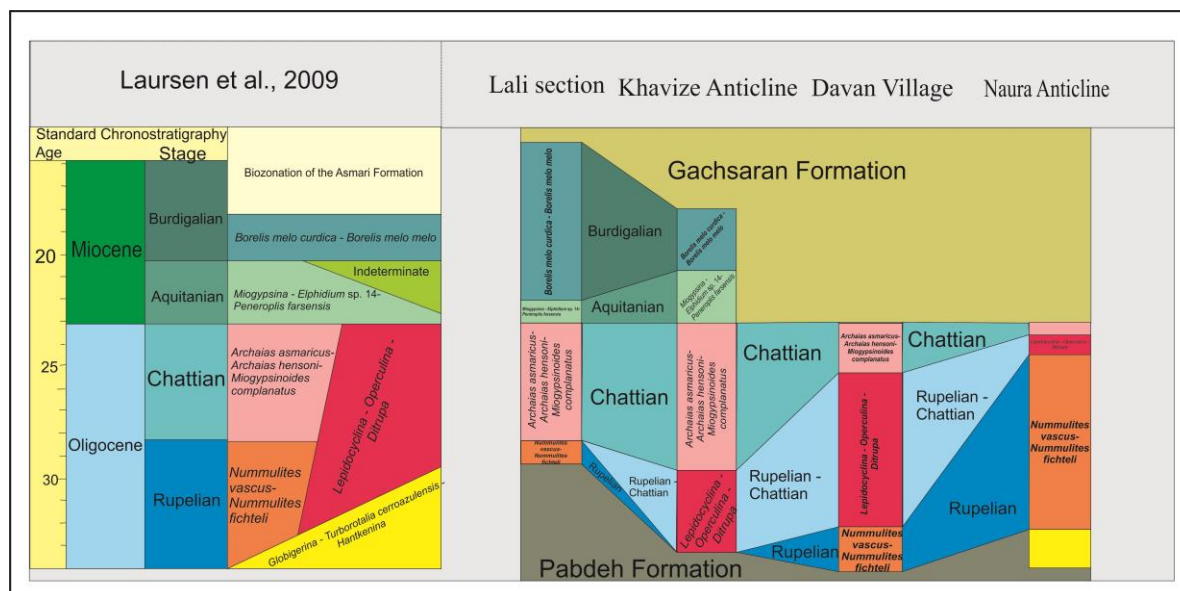 Laursen et al., 2009
Lali section
Khavize Anticline
Davan Village
Naura Anticline
Standard Chronostratigraphy
Age
Stage
Biozonation of the Asmari Formation
Miocene
Burdigalian
Borelis melo curdica - Borelis melo melo
20
Aquitanian
Indeterminate
Miogypsina - Elphidium sp. 14-
Peneroplis farsensis
25
Oligocene
Chattian
Archaias asmaricus-
Archaias hensoni-
Miogypsinoides
complanatus
Lepidocyclina - Operculina -
Ditrupa
30
Rupelian
Nummulites
vascus-
Nummulites
fichteli
Globigerina - Turborotalia cerroazulensis -
Hantkenina
Gachsaran Formation
Borelis melo curdica - Borelis melo melo
Miogypsina - Elphidium sp. 14-
Peneroplis farsensis
Archaias asmaricus-
Archaias hensoni-
Miogypsinoides
complanatus
Nummulites
vascus-
Nummulites
fichteli
Burdigalian
Aquitanian
Chattian
Rupelian
Rupelian -
Chattian
Borelis melo curdica -
Borelis melo melo
Miogypsina -
Elphidium sp. 14-
Peneroplis farsensis
Archaias asmaricus-
Archaias hensoni-
Miogypsinoides
complanatus
Lepidocyclina -
Operculina -
Ditrupa
Chattian
Rupelian -
Chattian
Rupelian
Archaias asmaricus-
Archaias hensoni-
Miogypsinoides
complanatus
Lepidocyclina - Operculina -
Ditrupa
Nummulites
vascus-
Nummulites
fichteli
Chattian
Rupelian -
Chattian
Rupelian
Nummulites
vascus-
Nummulites
fichteli
Pabdeh Formation